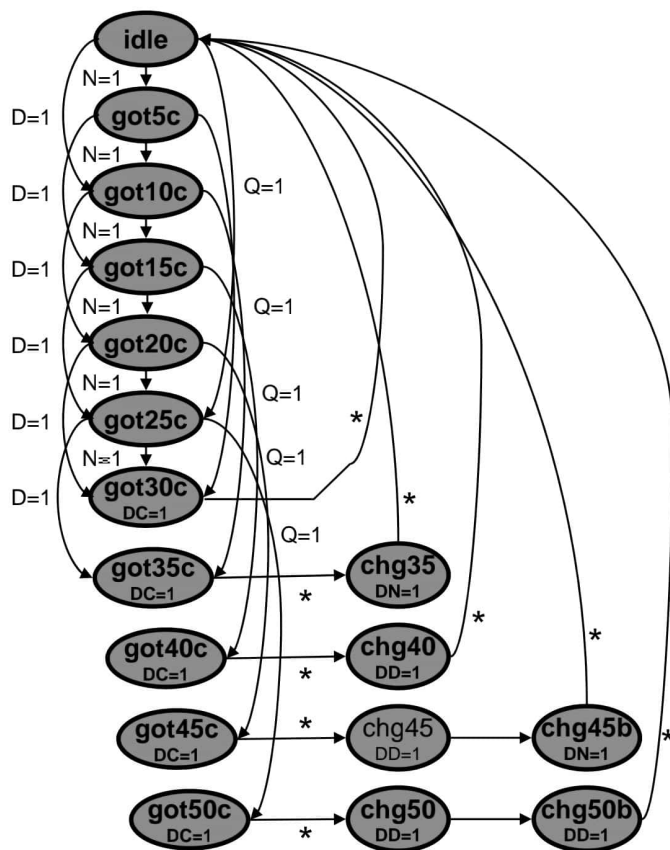 idle
N=1
D=1
got5c
N=1
D=1
got10c
Q=1
N=1
D=1
got15c
N=1
Q=1
D=1
got20c
N=1
Q=1
D=1
got25c
*
N=1
Q=1
D=1
got30c
DC=1
*
Q=1
got35c
DC=1
*
chg35
DN=1
got40c
DC=1
*
chg40
DD=1
*
*
got45c
DC=1
*
chg45
DD=1
chg45b
DN=1
*
got50c
DC=1
*
chg50
DD=1
chg50b
DD=1